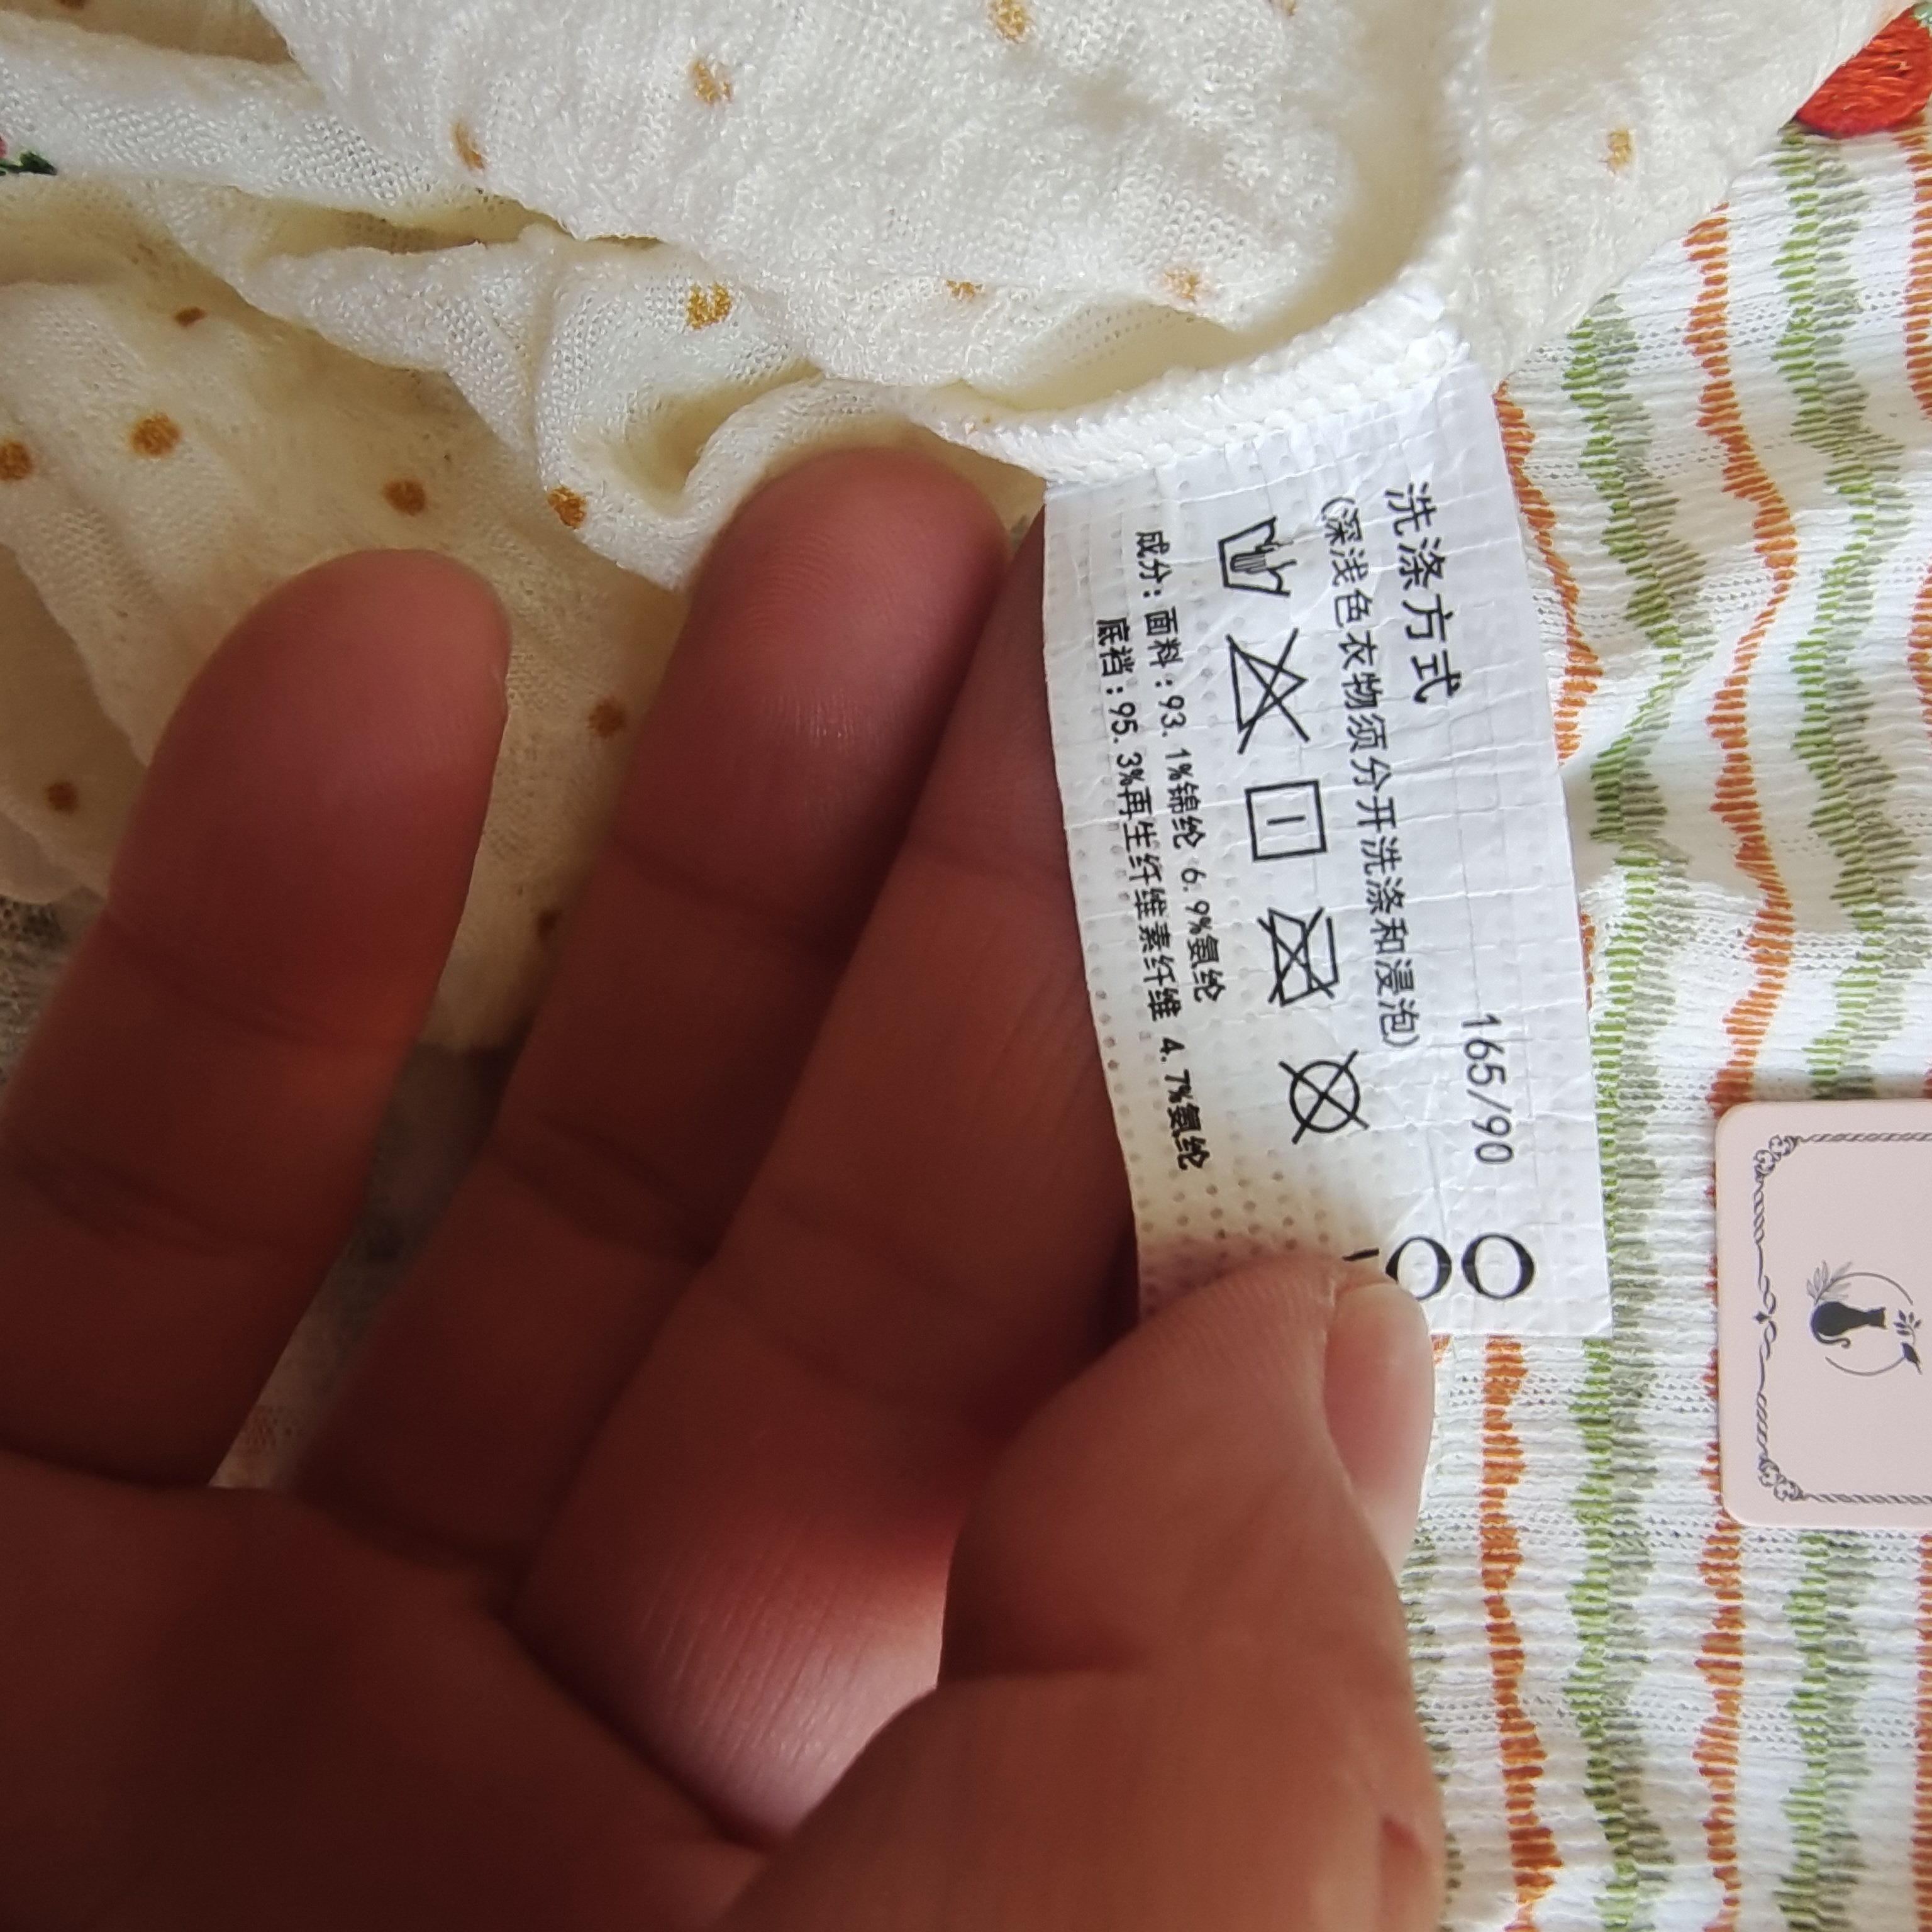 165/90
洗涤方式
(深浅色衣物须分开洗涤和浸泡)
成分:面料:93.1%锦纶 6.9%氨纶
底裆:95.3%再生纤维素纤维 4.7%氨纶